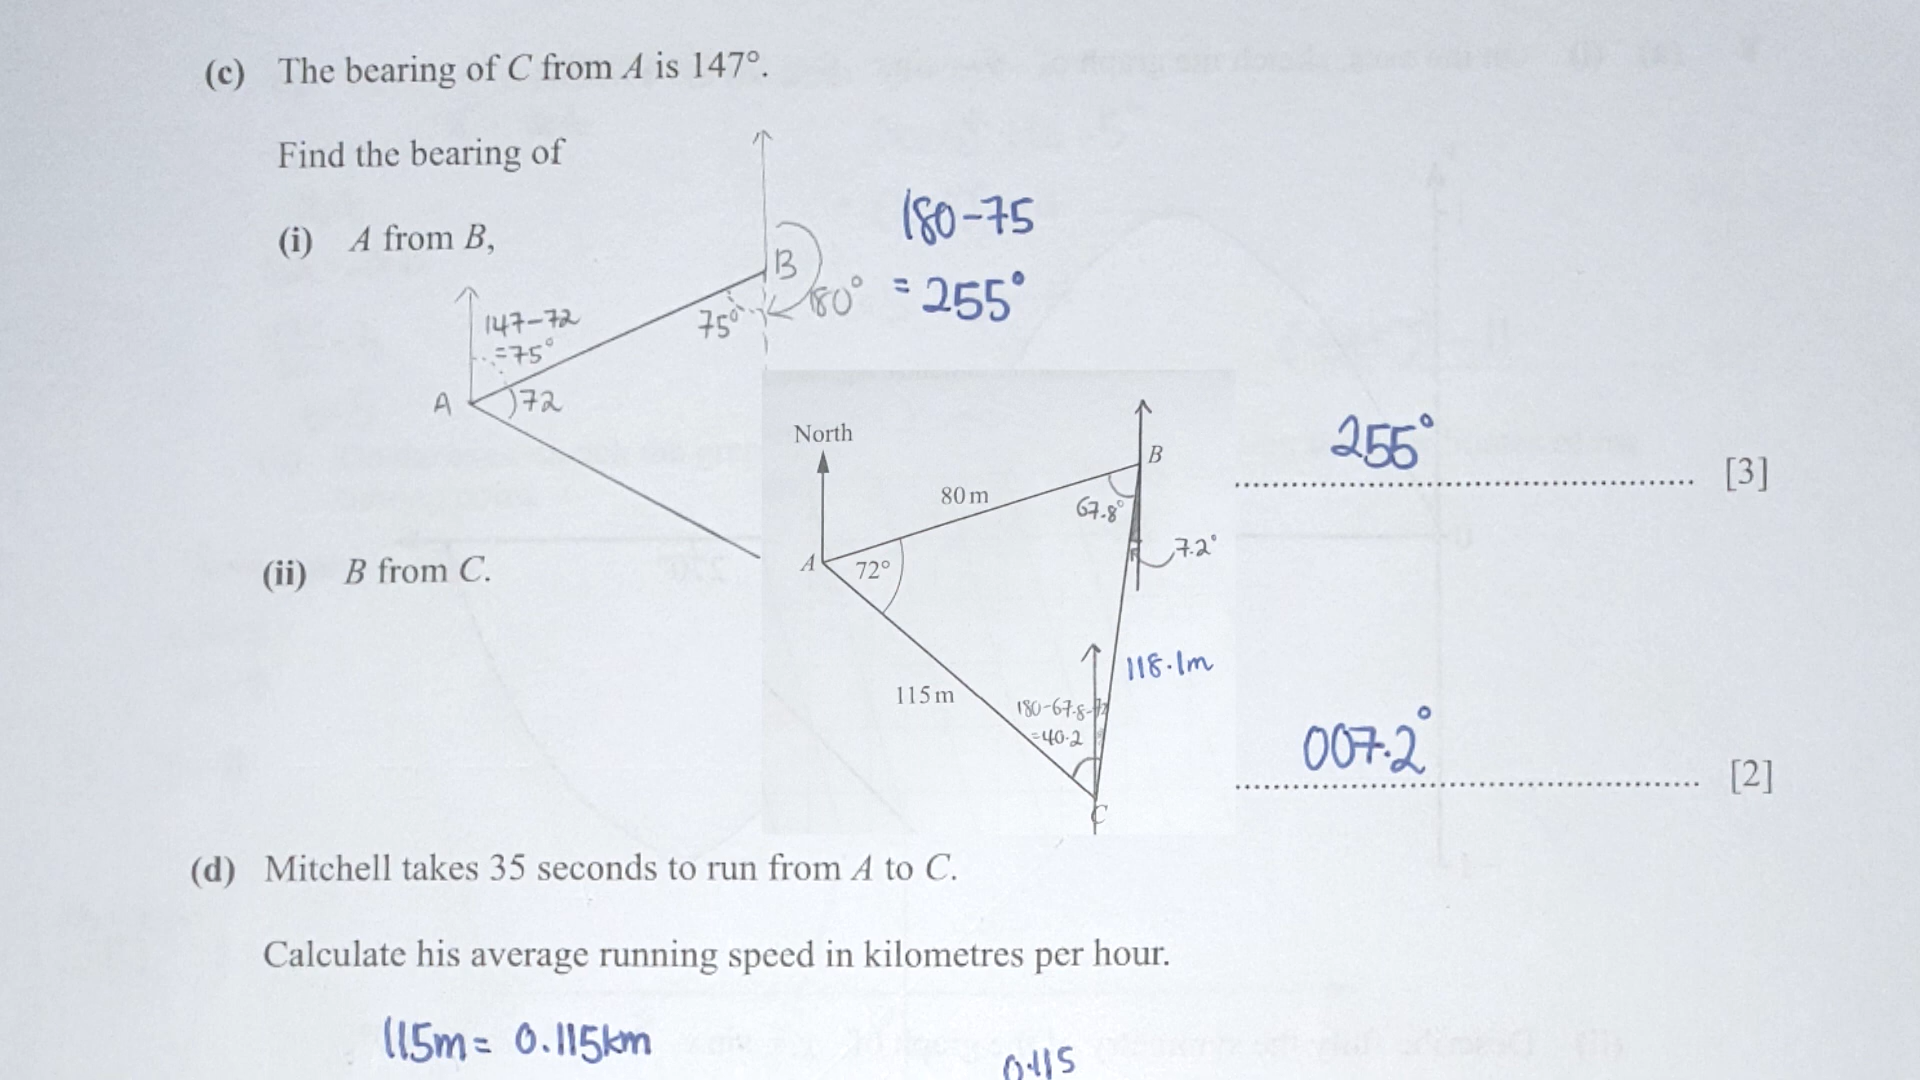 (c) The bearing of C from A is 147°.
Find the bearing of
(i) A from B,
180-75
= 255°
B
180°
75°
147-72
=75°
A
72
255°
[3]
North
B
80 m
67.8°
7.2°
A
72°
118.1m
115 m
180-67.8-72
=40.2
C
(ii) B from C.
007.2°
[2]
(d) Mitchell takes 35 seconds to run from A to C.
Calculate his average running speed in kilometres per hour.
115m = 0.115km
0.115